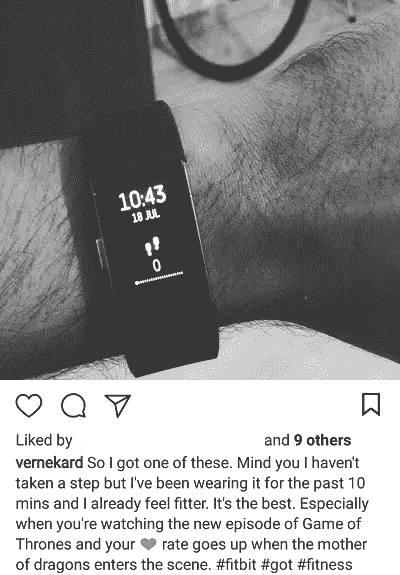 10:43
18 JUL
0
Liked by and 9 others
vernekard So I got one of these. Mind you I haven't
taken a step but I've been wearing it for the past 10
mins and I already feel fitter. It's the best. Especially
when you're watching the new episode of Game of
Thrones and your ❤ rate goes up when the mother
of dragons enters the scene. #fitbit #got #fitness